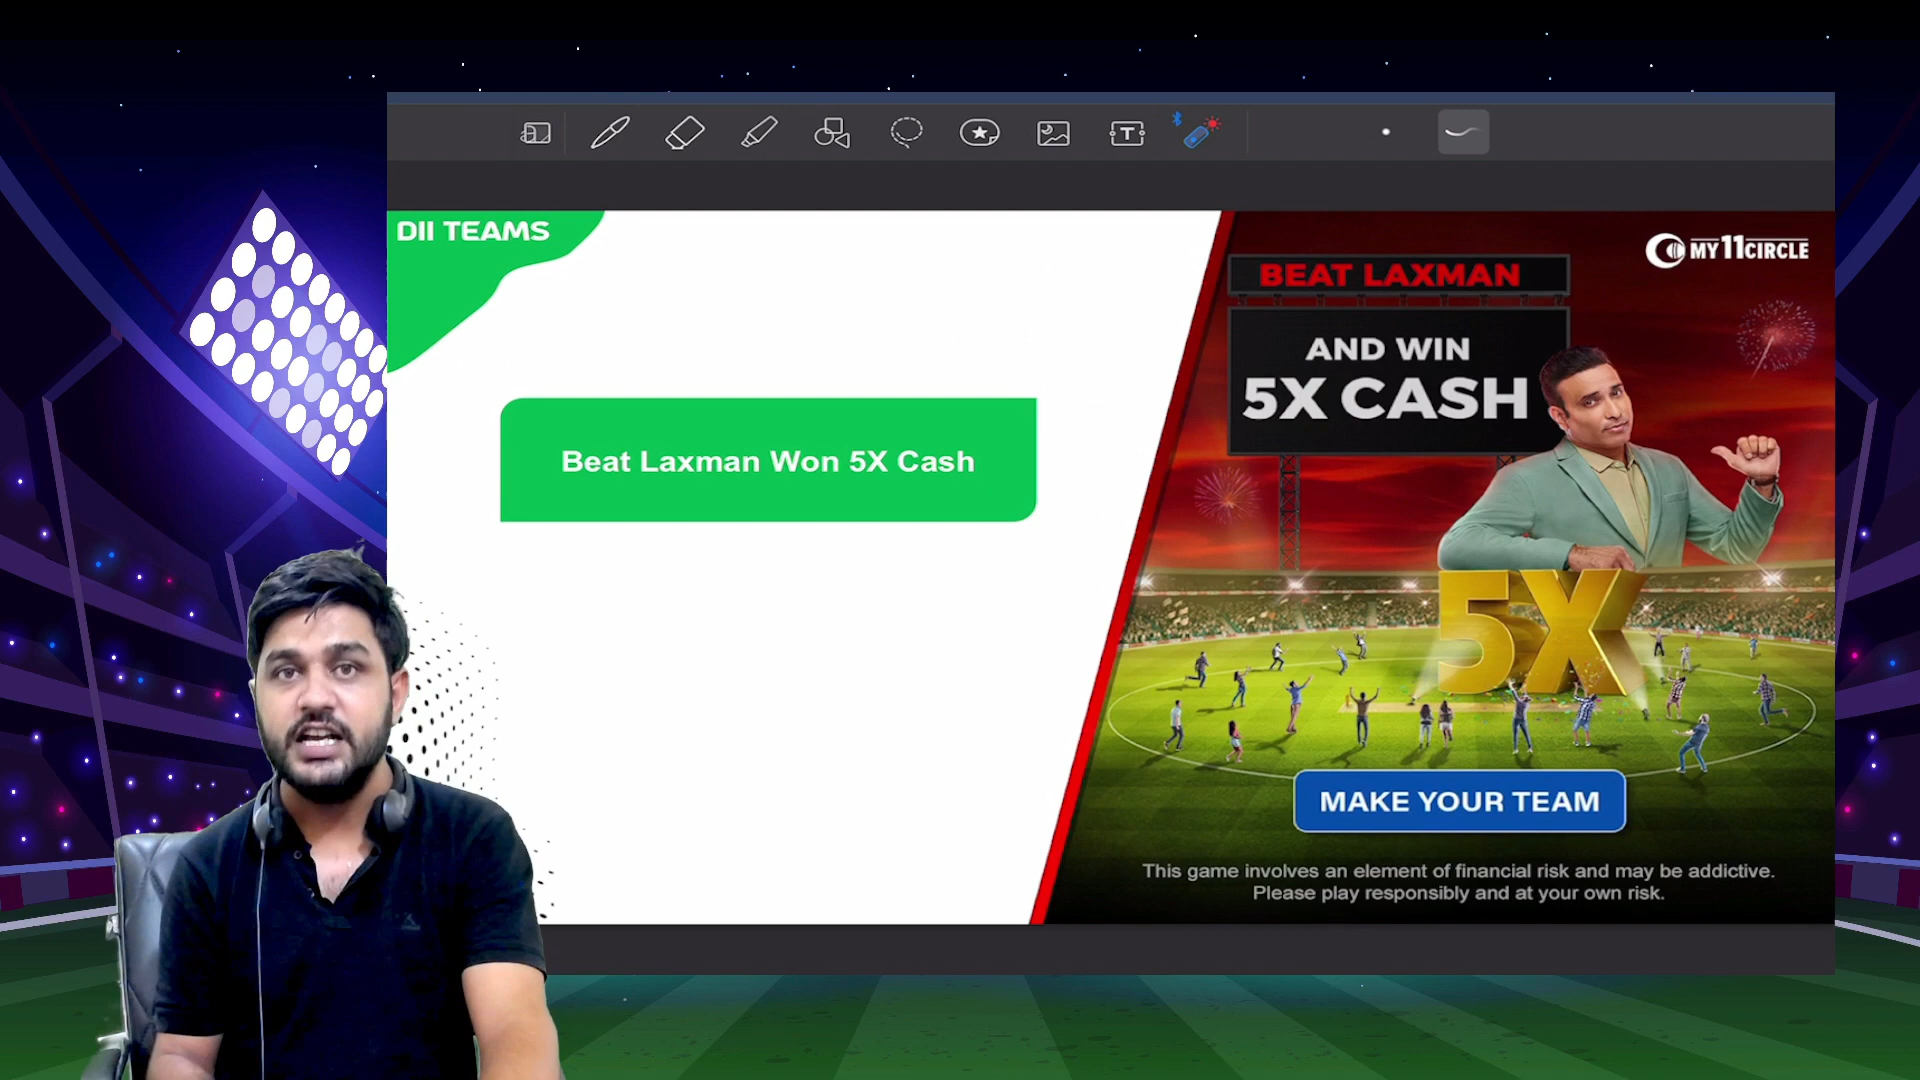 DII TEAMS
Beat Laxman Won 5X Cash
MY11CIRCLE
BEAT LAXMAN
AND WIN
5X CASH
5X
MAKE YOUR TEAM
This game involves an element of financial risk and may be addictive.
Please play responsibly and at your own risk.